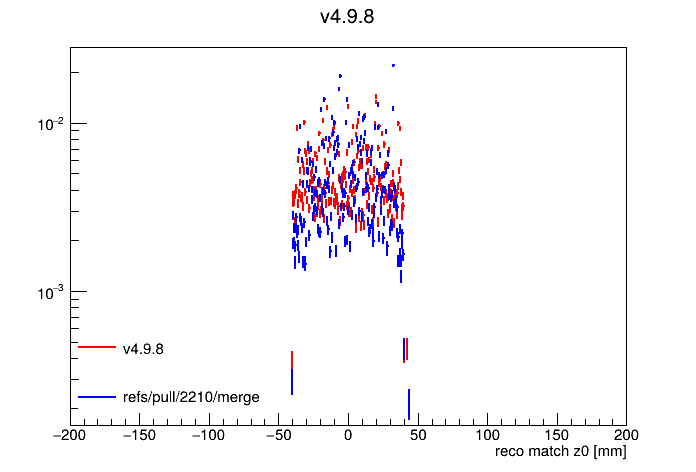 v4.9.8
10⁻²
10⁻³
v4.9.8
refs/pull/2210/merge
−200 −150 −100 −50 0 50 100 150 200
reco match z0 [mm]